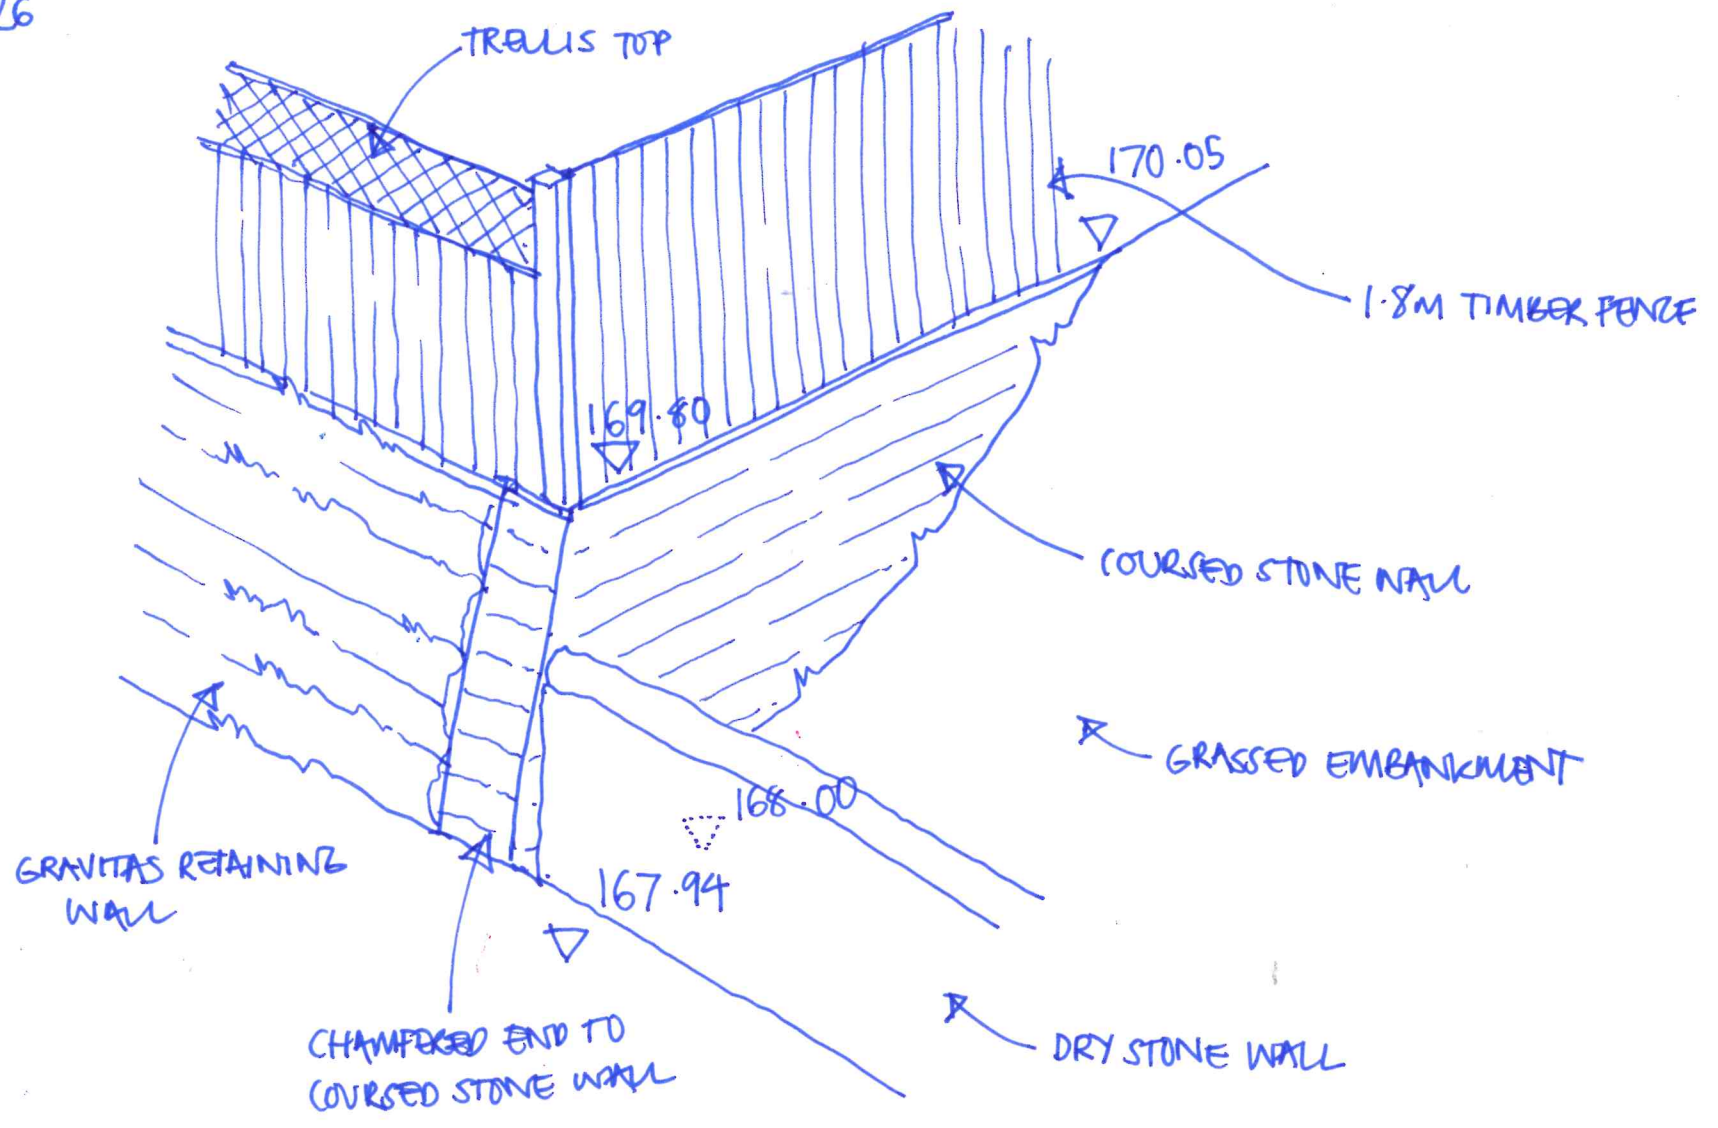 26
TRELLIS TOP
170.05
1.8M TIMBER FENCE
169.80
COURSED STONE WALL
GRASSED EMBANKMENT
168.00
GRAVITAS RETAINING
WALL
167.94
CHAMFERED END TO
COURSED STONE WALL
DRY STONE WALL